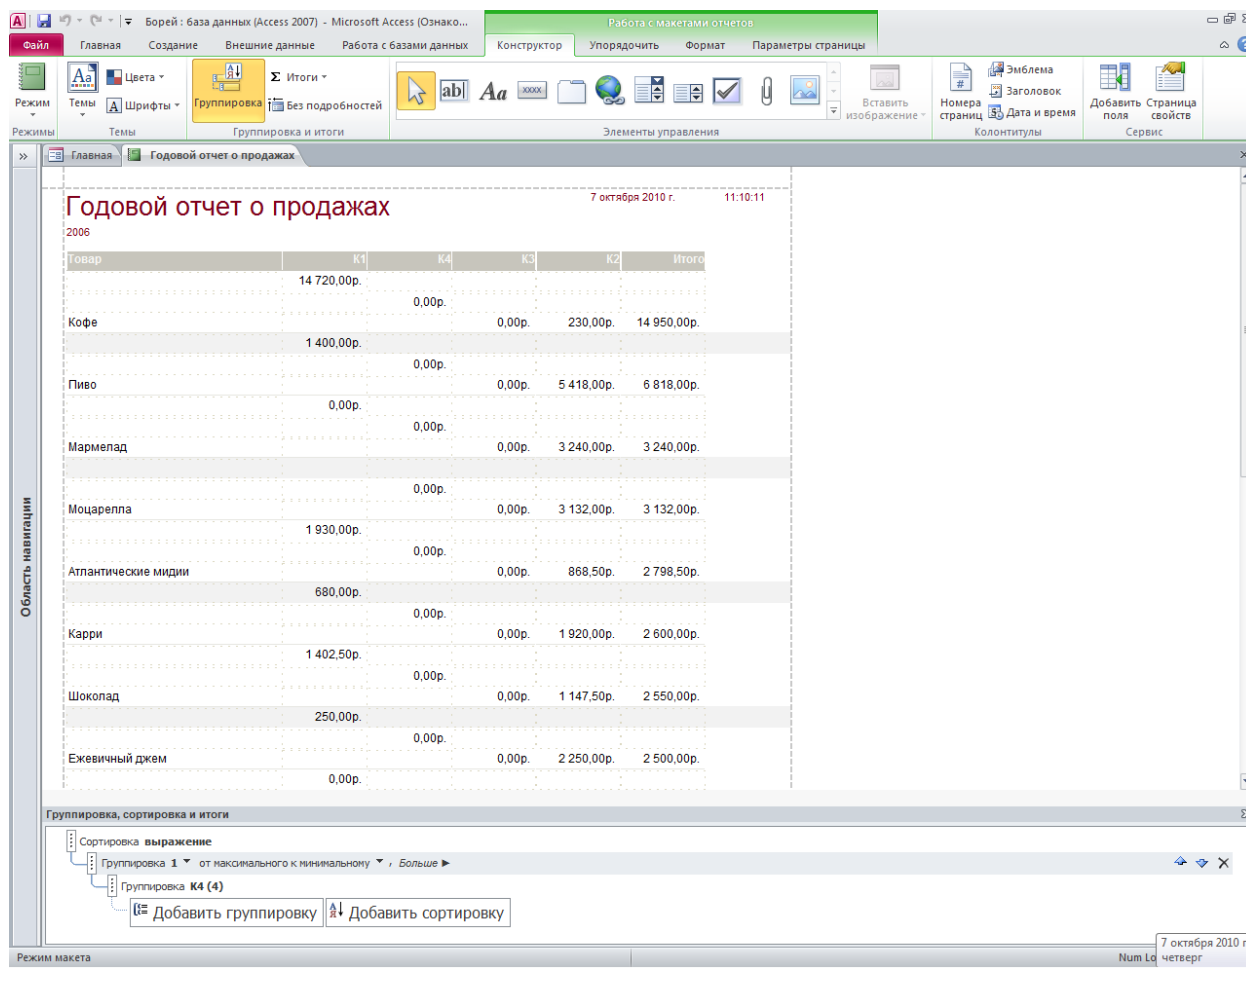 Борей : база данных (Access 2007) - Microsoft Access (Ознако...
Работа с макетами отчетов
Файл Главная Создание Внешние данные Работа с базами данных Конструктор Упорядочить Формат Параметры страницы
Режим
Режимы
Aa
Темы
Цвета
A Шрифты
Темы
Группировка
Σ Итоги
Без подробностей
Группировка и итоги
ab| Aa xxxx
Элементы управления
Вставить
изображение
Номера
страниц
Эмблема
Заголовок
Дата и время
Колонтитулы
Добавить
поля
Страница
свойств
Сервис
» Главная Годовой отчет о продажах
Область навигации
Годовой отчет о продажах 7 октября 2010 г. 11:10:11
2006
Товар К1 К4 К3 К2 Итого
14 720,00р.
0,00р.
Кофе 0,00р. 230,00р. 14 950,00р.
1 400,00р.
0,00р.
Пиво 0,00р. 5 418,00р. 6 818,00р.
0,00р.
0,00р.
Мармелад 0,00р. 3 240,00р. 3 240,00р.
0,00р.
Моцарелла 0,00р. 3 132,00р. 3 132,00р.
1 930,00р.
0,00р.
Атлантические мидии 0,00р. 868,50р. 2 798,50р.
680,00р.
0,00р.
Карри 0,00р. 1 920,00р. 2 600,00р.
1 402,50р.
0,00р.
Шоколад 0,00р. 1 147,50р. 2 550,00р.
250,00р.
0,00р.
Ежевичный джем 0,00р. 2 250,00р. 2 500,00р.
0,00р.
Группировка, сортировка и итоги
Сортировка выражение
Группировка 1 от максимального к минимальному , Больше
Группировка К4 (4)
Добавить группировку Добавить сортировку
Режим макета Num Lo
7 октября 2010 г
четверг